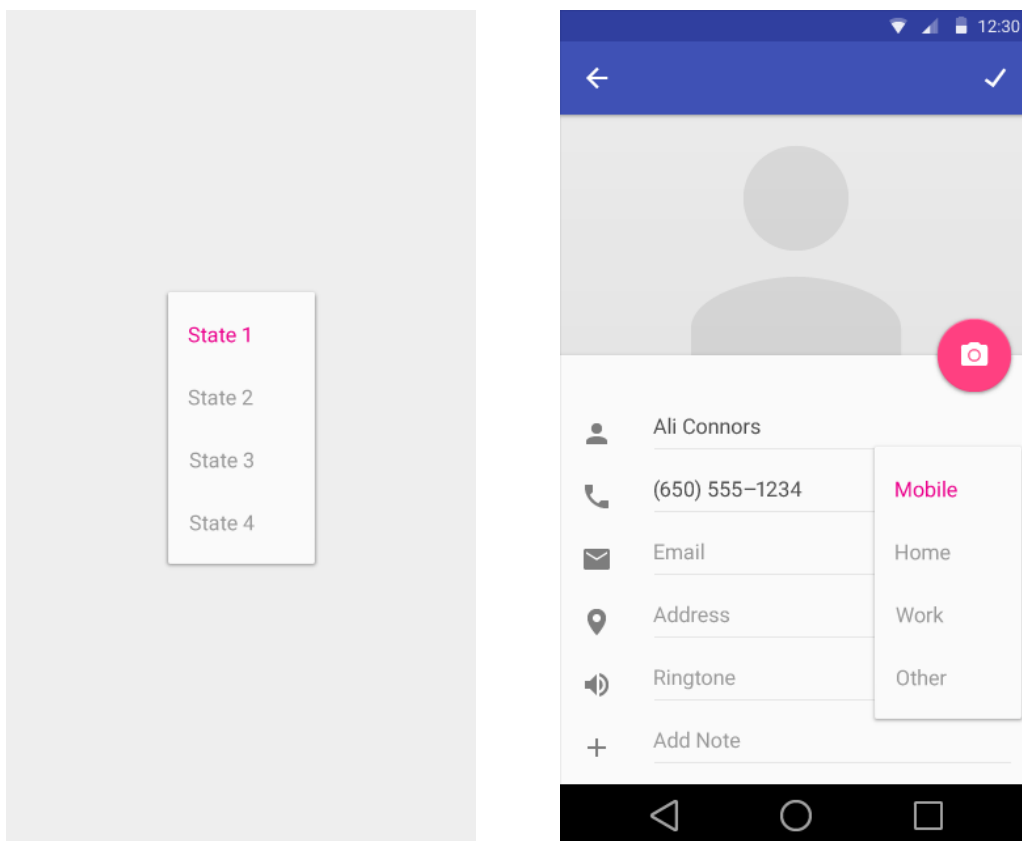 State 1
State 2
State 3
State 4
12:30
Ali Connors
(650) 555–1234
Mobile
Email
Home
Address
Work
Ringtone
Other
Add Note